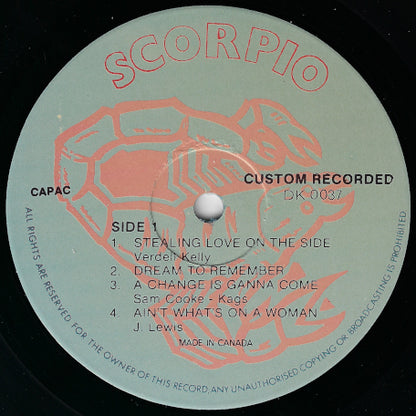 SCORPIO
CAPAC
CUSTOM RECORDED
DK-0037
SIDE 1
1. STEALING LOVE ON THE SIDE
Verdell Kelly
2. DREAM TO REMEMBER
3. A CHANGE IS GANNA COME
Sam Cooke - Kags
4. AIN'T WHAT'S ON A WOMAN
J. Lewis
MADE IN CANADA
ALL RIGHTS ARE RESERVED FOR THE OWNER OF THIS RECORD, ANY UNAUTHORISED COPYING OR BROADCASTING IS PROHIBITED